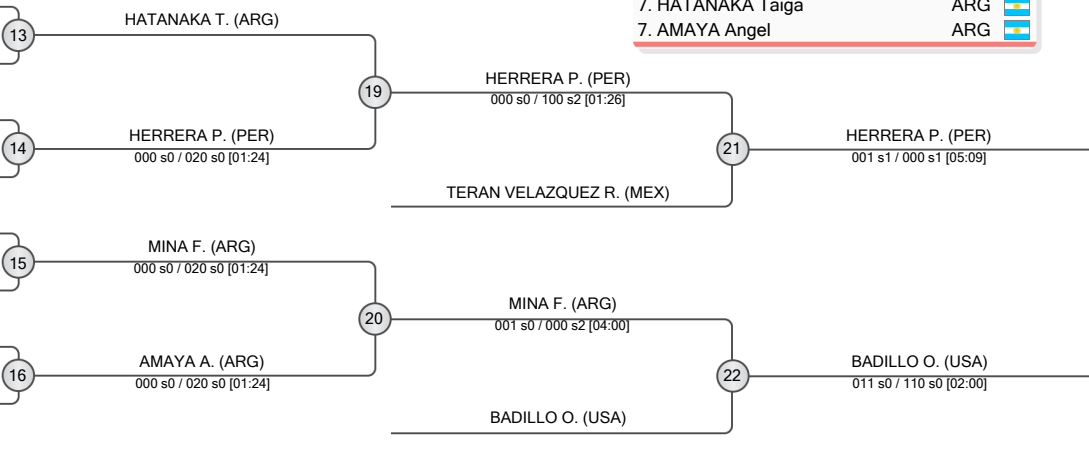 7. HATANAKA Taiga ARG
7. AMAYA Angel ARG
HATANAKA T. (ARG)
13
19
HERRERA P. (PER)
000 s0 / 100 s2 [01:26]
14
HERRERA P. (PER)
000 s0 / 020 s0 [01:24]
21
HERRERA P. (PER)
001 s1 / 000 s1 [05:09]
TERAN VELAZQUEZ R. (MEX)
15
MINA F. (ARG)
000 s0 / 020 s0 [01:24]
20
MINA F. (ARG)
001 s0 / 000 s2 [04:00]
16
AMAYA A. (ARG)
000 s0 / 020 s0 [01:24]
22
BADILLO O. (USA)
011 s0 / 110 s0 [02:00]
BADILLO O. (USA)